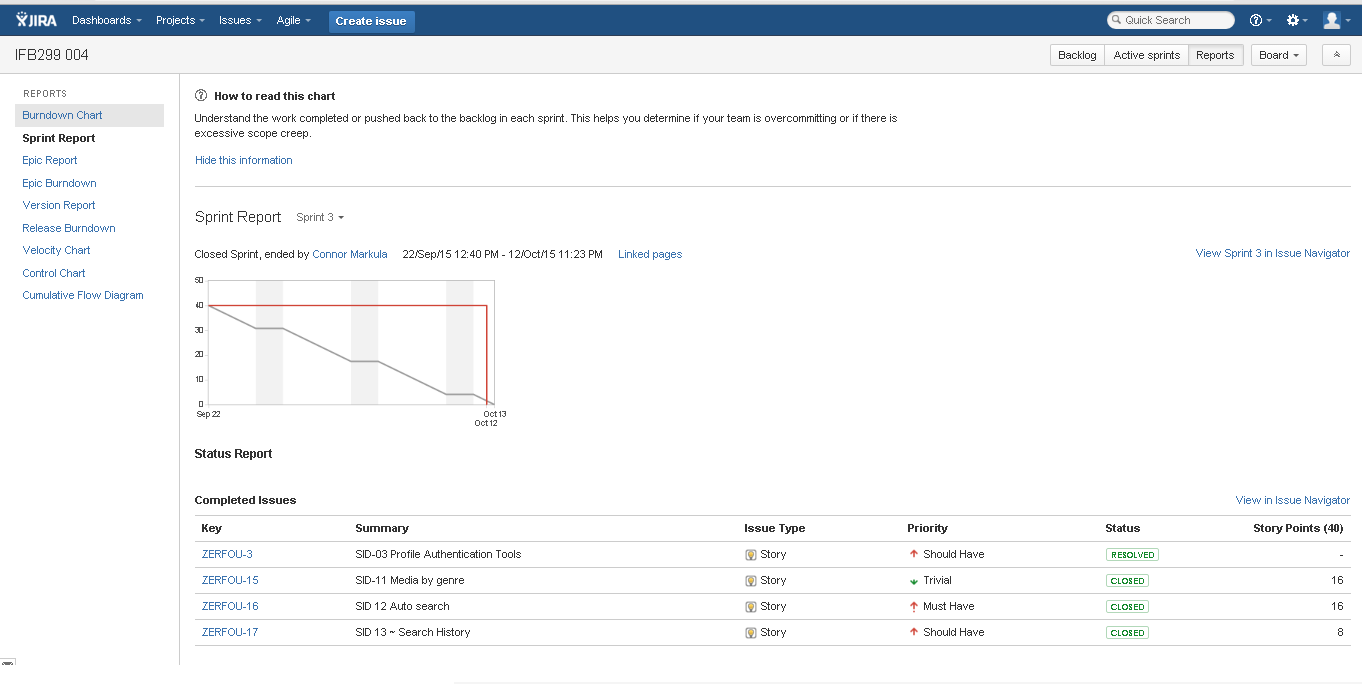 JIRA Dashboards Projects Issues Agile Create issue Quick Search
IFB299 004 Backlog Active sprints Reports Board
REPORTS
Burndown Chart
Sprint Report
Epic Report
Epic Burndown
Version Report
Release Burndown
Velocity Chart
Control Chart
Cumulative Flow Diagram
How to read this chart
Understand the work completed or pushed back to the backlog in each sprint. This helps you determine if your team is overcommitting or if there is
excessive scope creep.
Hide this information
Sprint Report Sprint 3
Closed Sprint, ended by Connor Markula 22/Sep/15 12:40 PM - 12/Oct/15 11:23 PM Linked pages View Sprint 3 in Issue Navigator
50
40
30
20
10
0
Sep 22 Oct 13
Oct 12
Status Report
Completed Issues View in Issue Navigator
Key Summary Issue Type Priority Status Story Points (40)
ZERFOU-3 SID-03 Profile Authentication Tools Story Should Have RESOLVED -
ZERFOU-15 SID-11 Media by genre Story Trivial CLOSED 16
ZERFOU-16 SID 12 Auto search Story Must Have CLOSED 16
ZERFOU-17 SID 13 ~ Search History Story Should Have CLOSED 8